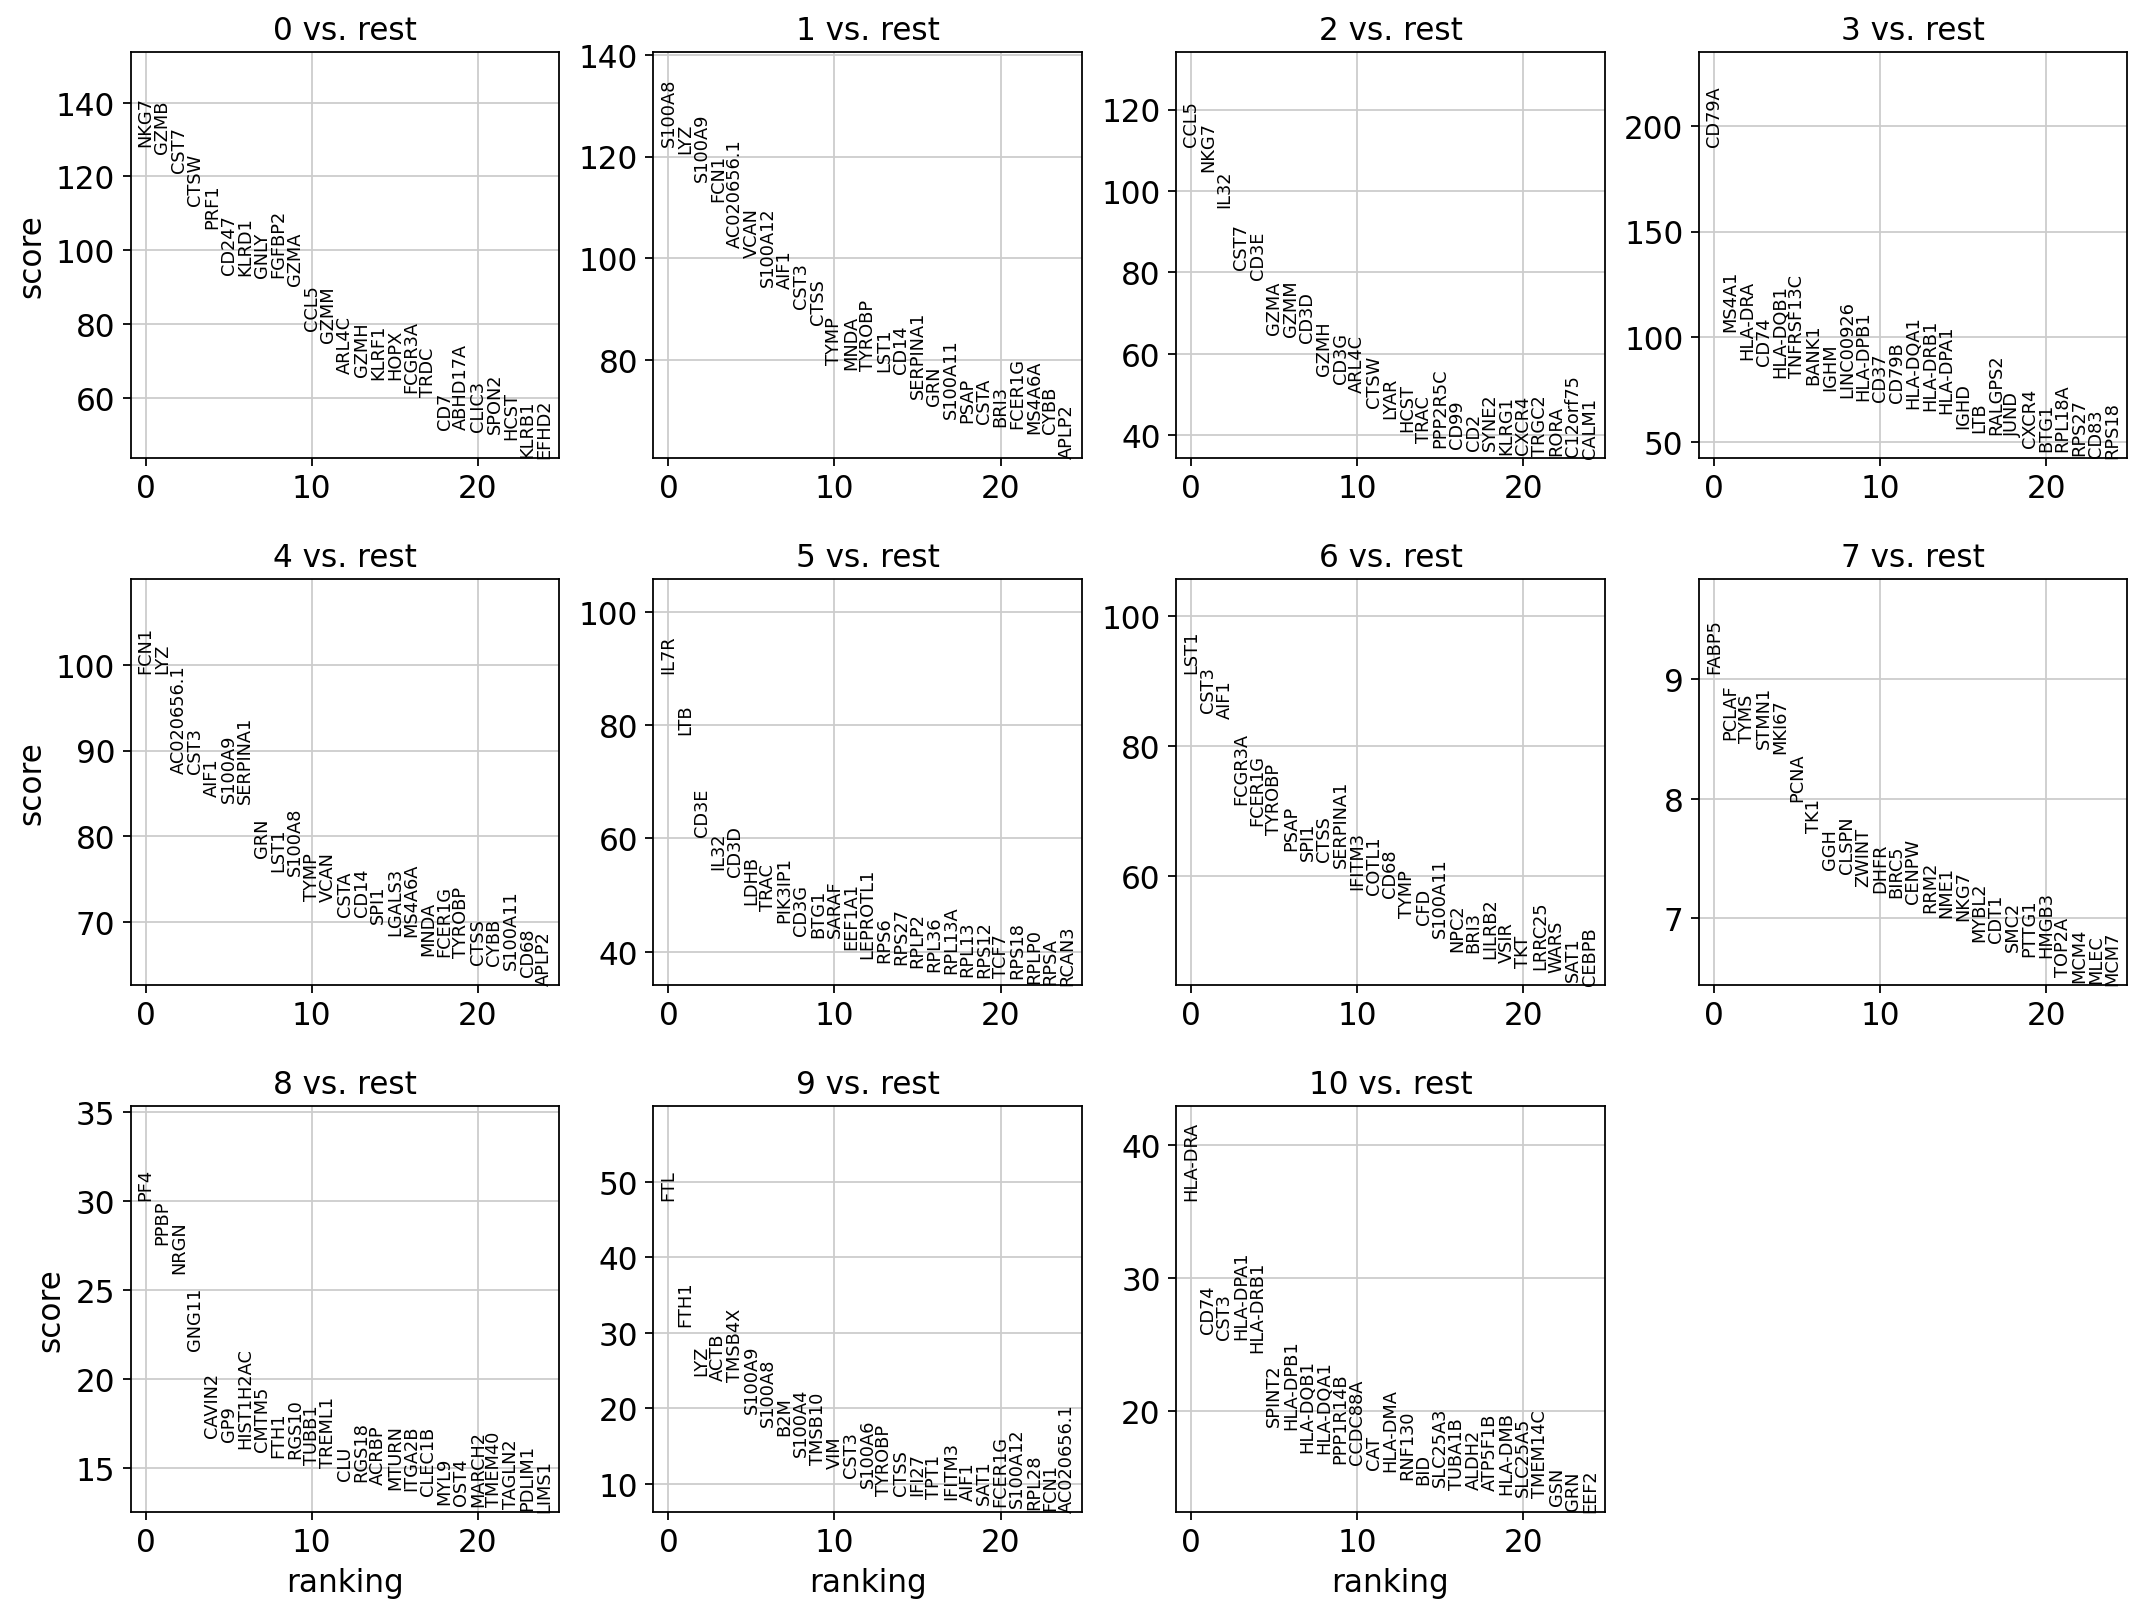 0 vs. rest
score
140
120
100
80
60
NKG7
GZMB
CST7
CTSW
PRF1
CD247
KLRD1
GNLY
FGFBP2
GZMA
CCL5
GZMM
ARL4C
GZMH
KLRF1
HOPX
FCGR3A
TRDC
CD7
ABHD17A
CLIC3
SPON2
HCST
KLRB1
EFHD2
0 10 20
1 vs. rest
140
120
100
80
S100A8
LYZ
S100A9
FCN1
AC020656.1
VCAN
S100A12
AIF1
CST3
CTSS
TYMP
MNDA
TYROBP
LST1
CD14
SERPINA1
GRN
S100A11
PSAP
CSTA
BRI3
FCER1G
MS4A6A
CYBB
APLP2
0 10 20
2 vs. rest
120
100
80
60
40
CCL5
NKG7
IL32
CST7
CD3E
GZMA
GZMM
CD3D
GZMH
CD3G
ARL4C
CTSW
LYAR
HCST
TRAC
PPP2R5C
CD99
CD2
SYNE2
KLRG1
CXCR4
TRGC2
RORA
C12orf75
CALM1
0 10 20
3 vs. rest
200
150
100
50
CD79A
MS4A1
HLA-DRA
CD74
HLA-DQB1
TNFRSF13C
BANK1
IGHM
LINC00926
HLA-DPB1
CD37
CD79B
HLA-DQA1
HLA-DRB1
HLA-DPA1
IGHD
LTB
RALGPS2
JUND
CXCR4
BTG1
RPL18A
RPS27
CD83
RPS18
0 10 20
4 vs. rest
score
100
90
80
70
FCN1
LYZ
AC020656.1
CST3
AIF1
S100A9
SERPINA1
GRN
LST1
S100A8
TYMP
VCAN
CSTA
CD14
SPI1
LGALS3
MS4A6A
MNDA
FCER1G
TYROBP
CTSS
CYBB
S100A11
CD68
APLP2
0 10 20
5 vs. rest
100
80
60
40
IL7R
LTB
CD3E
IL32
CD3D
LDHB
TRAC
PIK3IP1
CD3G
BTG1
SARAF
EEF1A1
LEPROTL1
RPS6
RPS27
RPLP2
RPL36
RPL13A
RPL13
RPS12
TCF7
RPS18
RPLP0
RPSA
RCAN3
0 10 20
6 vs. rest
100
80
60
LST1
CST3
AIF1
FCGR3A
FCER1G
TYROBP
PSAP
SPI1
CTSS
SERPINA1
IFITM3
COTL1
CD68
TYMP
CFD
S100A11
NPC2
BRI3
LILRB2
VSIR
TKT
LRRC25
WARS
SAT1
CEBPB
0 10 20
7 vs. rest
9
8
7
FABP5
PCLAF
TYMS
STMN1
MKI67
PCNA
TK1
GGH
CLSPN
ZWINT
DHFR
BIRC5
CENPW
RRM2
NME1
NKG7
MYBL2
CDT1
SMC2
PTTG1
HMGB3
TOP2A
MCM4
MLEC
MCM7
0 10 20
8 vs. rest
score
35
30
25
20
15
PF4
PPBP
NRGN
GNG11
CAVIN2
GP9
HIST1H2AC
CMTM5
FTH1
RGS10
TUBB1
TREML1
CLU
RGS18
ACRBP
MTURN
ITGA2B
CLEC1B
MYL9
OST4
MARCH2
TMEM40
TAGLN2
PDLIM1
LIMS1
0 10 20
ranking
9 vs. rest
50
40
30
20
10
FTL
FTH1
LYZ
ACTB
TMSB4X
S100A9
S100A8
B2M
S100A4
TMSB10
VIM
CST3
S100A6
TYROBP
CTSS
IFI27
TPT1
IFITM3
AIF1
SAT1
FCER1G
S100A12
RPL28
FCN1
AC020656.1
0 10 20
ranking
10 vs. rest
40
30
20
HLA-DRA
CD74
CST3
HLA-DPA1
HLA-DRB1
SPINT2
HLA-DPB1
HLA-DQB1
HLA-DQA1
PPP1R14B
CCDC88A
CAT
HLA-DMA
RNF130
BID
SLC25A3
TUBA1B
ALDH2
ATP5F1B
HLA-DMB
SLC25A5
TMEM14C
GSN
GRN
EEF2
0 10 20
ranking